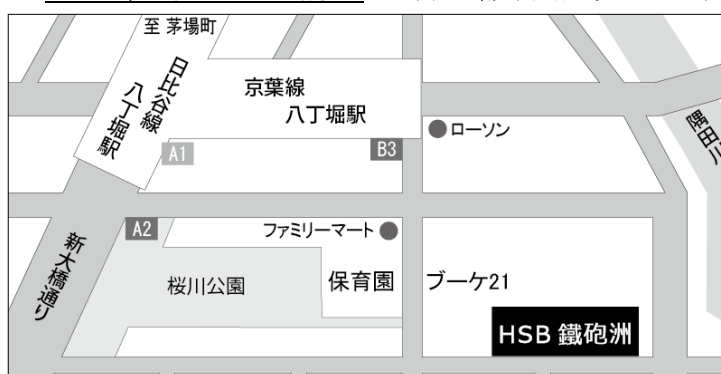 至 茅場町
日比谷線
八丁堀駅
京葉線
八丁堀駅
A1
B3
ローソン
隅田川
A2
ファミリーマート
新大橋通り
桜川公園
保育園
ブーケ21
HSB 鐵砲洲